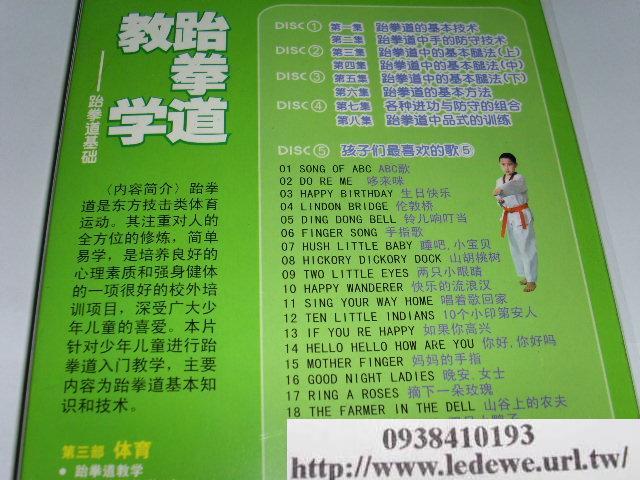 跆拳道
教学
——跆拳道基础
〈内容简介〉跆拳
道是东方技击类体育
运动。其注重对人的
全方位的修炼，简单
易学，是培养良好的
心理素质和强身健体
的一项很好的校外培
训项目，深受广大少
年儿童的喜爱。本片
针对少年儿童进行跆
拳道入门教学，主要
内容为跆拳道基本知
识和技术。
第三部 体育
• 跆拳道教学
DISC ① 第一集 跆拳道的基本技术
第二集 跆拳道中手的防守技术
DISC ② 第三集 跆拳道中的基本腿法(上)
第四集 跆拳道中的基本腿法(中)
DISC ③ 第五集 跆拳道中的基本腿法(下)
第六集 跆拳道的基本方法
DISC ④ 第七集 各种进功与防守的组合
第八集 跆拳道中品式的训练
DISC ⑤ 孩子们最喜欢的歌⑤
01 SONG OF ABC ABC歌
02 DO RE ME 哆来咪
03 HAPPY BIRTHDAY 生日快乐
04 LINDON BRIDGE 伦敦桥
05 DING DONG BELL 铃儿响叮当
06 FINGER SONG 手指歌
07 HUSH LITTLE BABY 睡吧,小宝贝
08 HICKORY DICKORY DOCK 山胡桃树
09 TWO LITTLE EYES 两只小眼睛
10 HAPPY WANDERER 快乐的流浪汉
11 SING YOUR WAY HOME 唱着歌回家
12 TEN LITTLE INDIANS 10个小印第安人
13 IF YOU RE HAPPY 如果你高兴
14 HELLO HELLO HOW ARE YOU 你好,你好吗
15 MOTHER FINGER 妈妈的手指
16 GOOD NIGHT LADIES 晚安,女士
17 RING A ROSES 摘下一朵玫瑰
18 THE FARMER IN THE DELL 山谷上的农夫
0938410193
http://www.ledewe.url.tw/